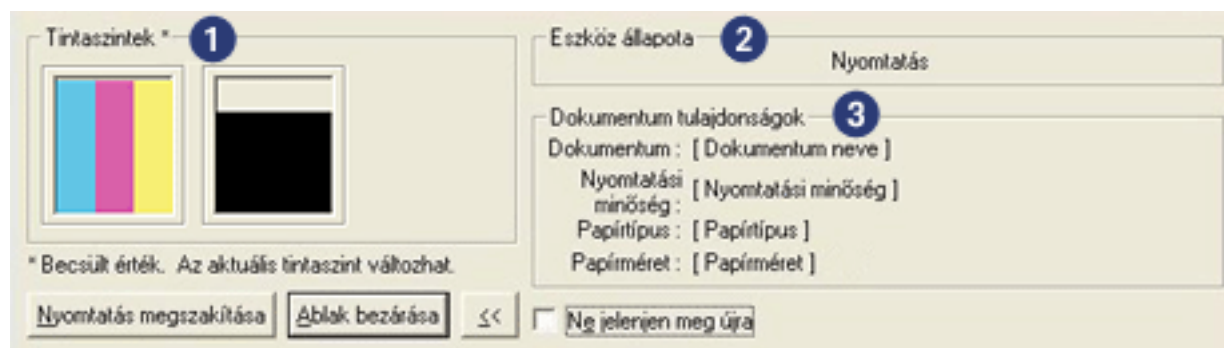 Tintaszintek * 1
* Becsült érték. Az aktuális tintaszint változhat.
Nyomtatás megszakítása
Ablak bezárása
<<
Eszköz állapota 2
Nyomtatás
Dokumentum tulajdonságok 3
Dokumentum : [ Dokumentum neve ]
Nyomtatási
minőség : [ Nyomtatási minőség ]
Papírtípus : [ Papírtípus ]
Papírméret : [ Papírméret ]
Ne jelenjen meg újra